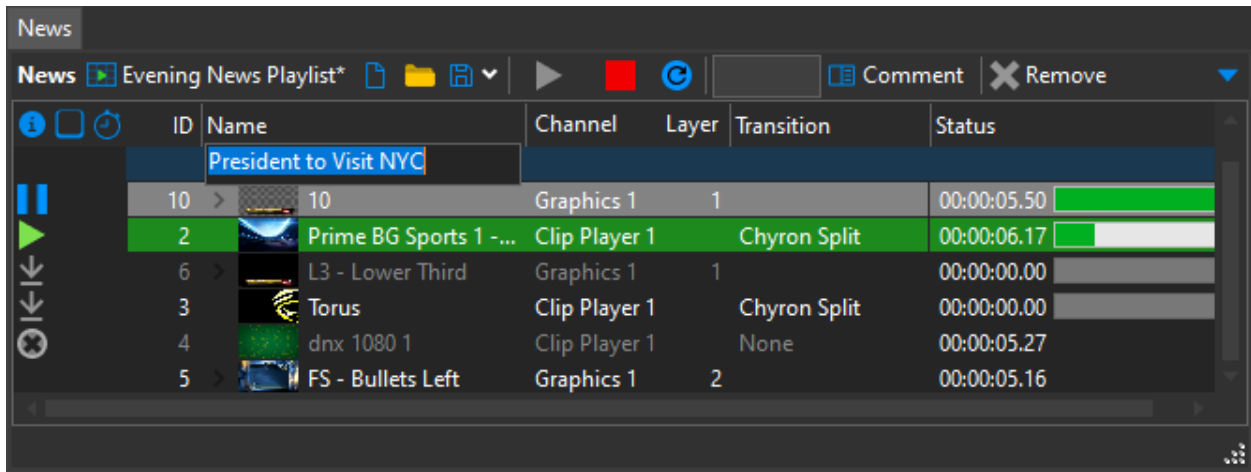 News
News Evening News Playlist* Comment Remove
ID Name Channel Layer Transition Status
President to Visit NYC
10 10 Graphics 1 1 00:00:05.50
2 Prime BG Sports 1 -... Clip Player 1 Chyron Split 00:00:06.17
6 L3 - Lower Third Graphics 1 1 00:00:00.00
3 Torus Clip Player 1 Chyron Split 00:00:00.00
4 dnx 1080 1 Clip Player 1 None 00:00:05.27
5 FS - Bullets Left Graphics 1 2 00:00:05.16